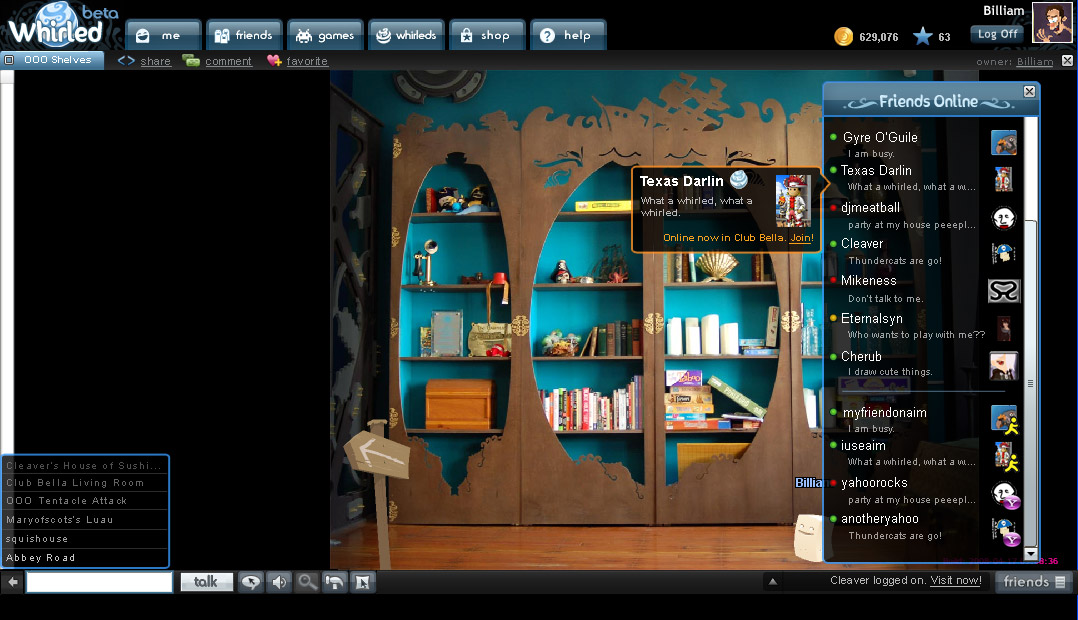 Whirled beta
me
friends
games
whirleds
shop
help
Billiam
629,076
63
Log Off
OOO Shelves
<> share
comment
favorite
owner: Billiam
Friends Online
Gyre O'Guile
I am busy.
Texas Darlin
What a whirled, what a w...
djmeatball
party at my house peeepl...
Cleaver
Thundercats are go!
Mikeness
Don't talk to me.
Eternalsyn
Who wants to play with me??
Cherub
I draw cute things.
myfriendonaim
I am busy.
iuseaim
What a whirled, what a w...
yahoorocks
party at my house peeepl...
anotheryahoo
Thundercats are go!
Texas Darlin
What a whirled, what a
whirled.
Online now in Club Bella. Join!
Billia
Cleaver's House of Sushi...
Club Bella Living Room
OOO Tentacle Attack
Maryofscots's Luau
squishouse
Abbey Road
talk
Cleaver logged on. Visit now!
friends